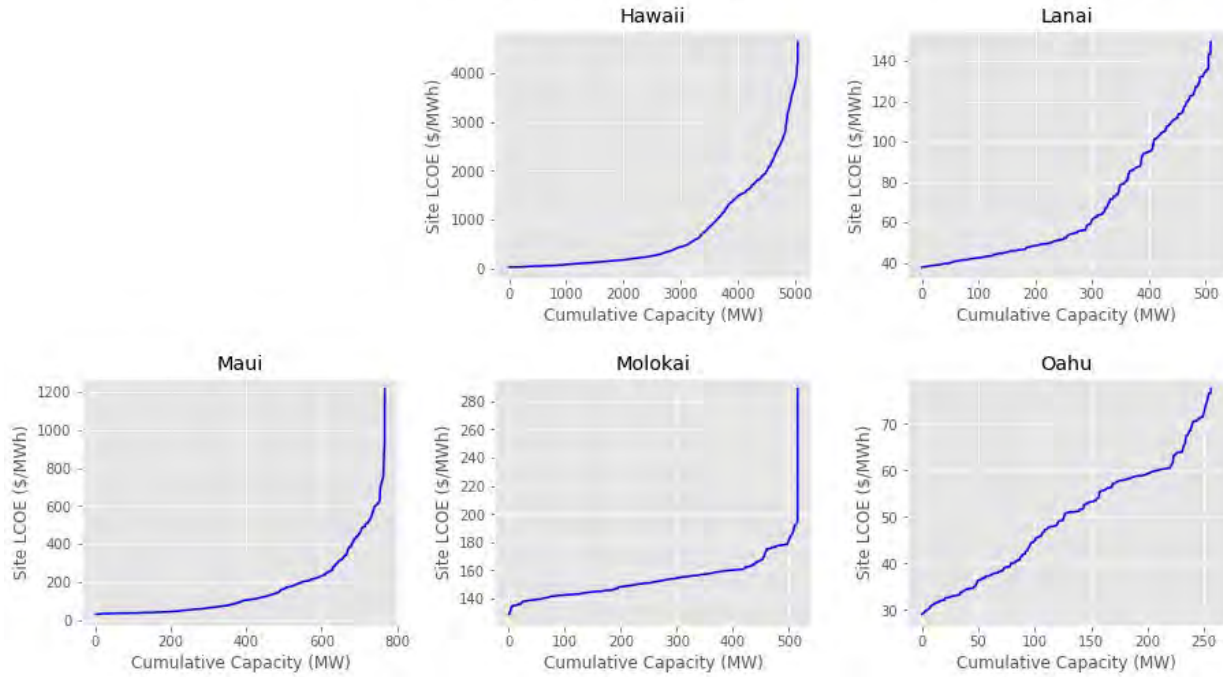 Hawaii
Site LCOE ($/MWh)
4000
3000
2000
1000
0
0 1000 2000 3000 4000 5000
Cumulative Capacity (MW)
Lanai
Site LCOE ($/MWh)
140
120
100
80
60
40
0 100 200 300 400 500
Cumulative Capacity (MW)
Maui
Site LCOE ($/MWh)
1200
1000
800
600
400
200
0
0 200 400 600 800
Cumulative Capacity (MW)
Molokai
Site LCOE ($/MWh)
280
260
240
220
200
180
160
140
0 100 200 300 400 500
Cumulative Capacity (MW)
Oahu
Site LCOE ($/MWh)
70
60
50
40
30
0 50 100 150 200 250
Cumulative Capacity (MW)